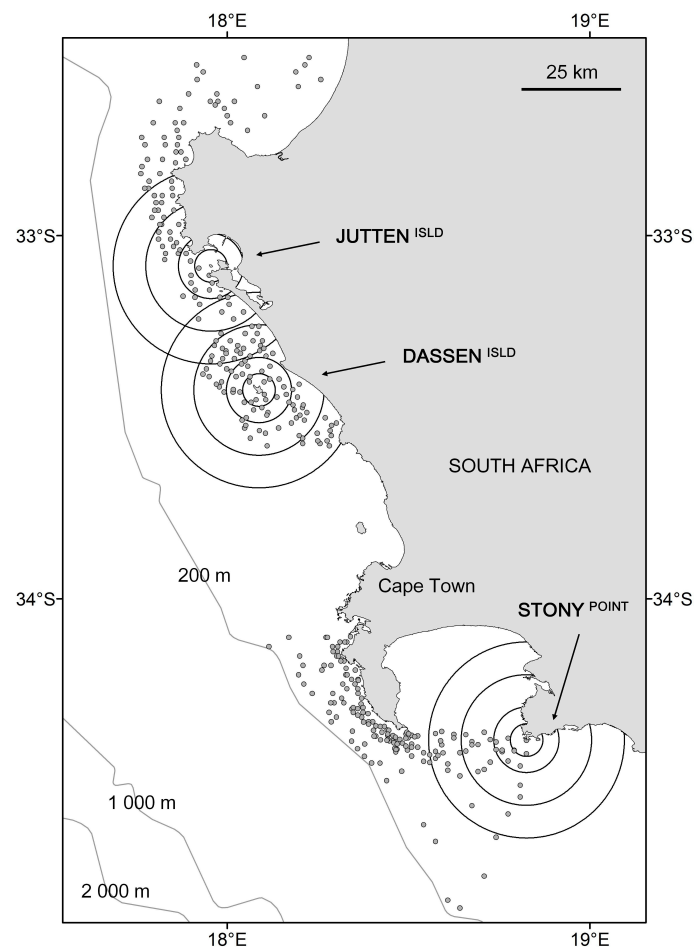 18°E 19°E
25 km
33°S 33°S
JUTTEN ISLD
DASSEN ISLD
SOUTH AFRICA
200 m
Cape Town
34°S 34°S
STONY POINT
1 000 m
2 000 m
18°E 19°E